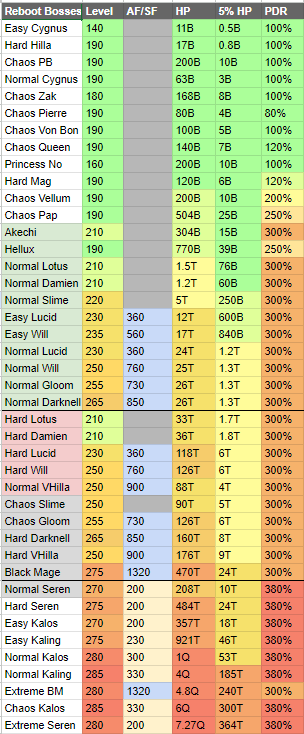 Reboot Bosses Level AF/SF HP 5% HP PDR
Easy Cygnus 140 11B 0.5B 100%
Hard Hilla 190 17B 0.8B 100%
Chaos PB 190 200B 10B 100%
Normal Cygnus 190 63B 3B 100%
Chaos Zak 180 168B 8B 100%
Chaos Pierre 190 80B 4B 80%
Chaos Von Bon 190 100B 5B 100%
Chaos Queen 190 140B 7B 120%
Princess No 160 200B 10B 100%
Hard Mag 190 120B 6B 120%
Chaos Vellum 190 200B 10B 200%
Chaos Pap 190 504B 25B 250%
Akechi 210 304B 15B 300%
Hellux 190 770B 39B 250%
Normal Lotus 210 1.5T 76B 300%
Normal Damien 210 1.2T 60B 300%
Normal Slime 220 5T 250B 300%
Easy Lucid 230 360 12T 600B 300%
Easy Will 235 560 17T 840B 300%
Normal Lucid 230 360 24T 1.2T 300%
Normal Will 250 760 25T 1.3T 300%
Normal Gloom 255 730 26T 1.3T 300%
Normal Darknell 265 850 26T 1.3T 300%
Hard Lotus 210 33T 1.7T 300%
Hard Damien 210 36T 1.8T 300%
Hard Lucid 230 360 118T 6T 300%
Hard Will 250 760 126T 6T 300%
Normal VHilla 250 900 88T 4T 300%
Chaos Slime 250 90T 5T 300%
Chaos Gloom 255 730 126T 6T 300%
Hard Darknell 265 850 160T 8T 300%
Hard VHilla 250 900 176T 9T 300%
Black Mage 275 1320 470T 24T 300%
Normal Seren 270 200 208T 10T 380%
Hard Seren 275 200 484T 24T 380%
Easy Kalos 270 200 357T 18T 380%
Easy Kaling 275 230 921T 46T 380%
Normal Kalos 280 300 1Q 53T 380%
Normal Kaling 285 330 4Q 185T 380%
Extreme BM 280 1320 4.8Q 240T 300%
Chaos Kalos 285 330 6Q 300T 380%
Extreme Seren 280 200 7.27Q 364T 380%